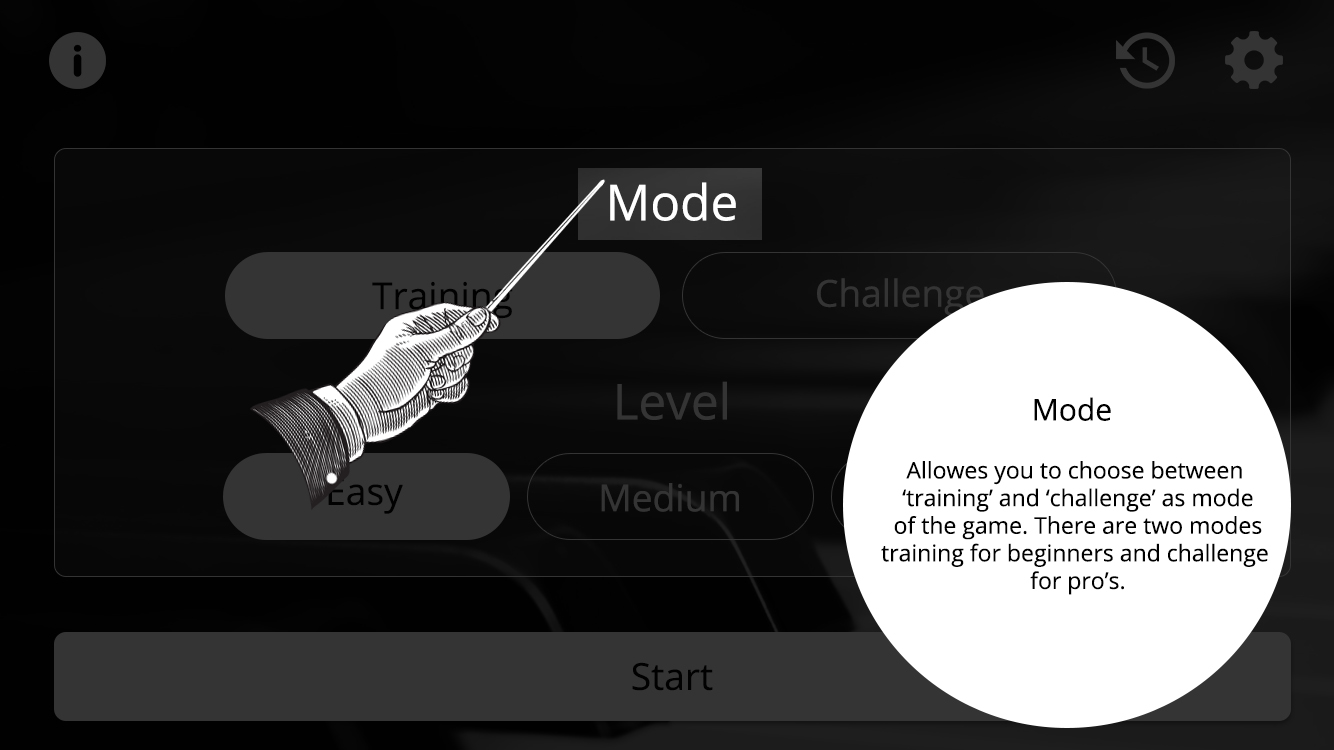 Mode
Training
Challenge
Level
Easy
Medium
Mode
Allowes you to choose between
‘training’ and ‘challenge’ as mode
of the game. There are two modes
training for beginners and challenge
for pro’s.
Start